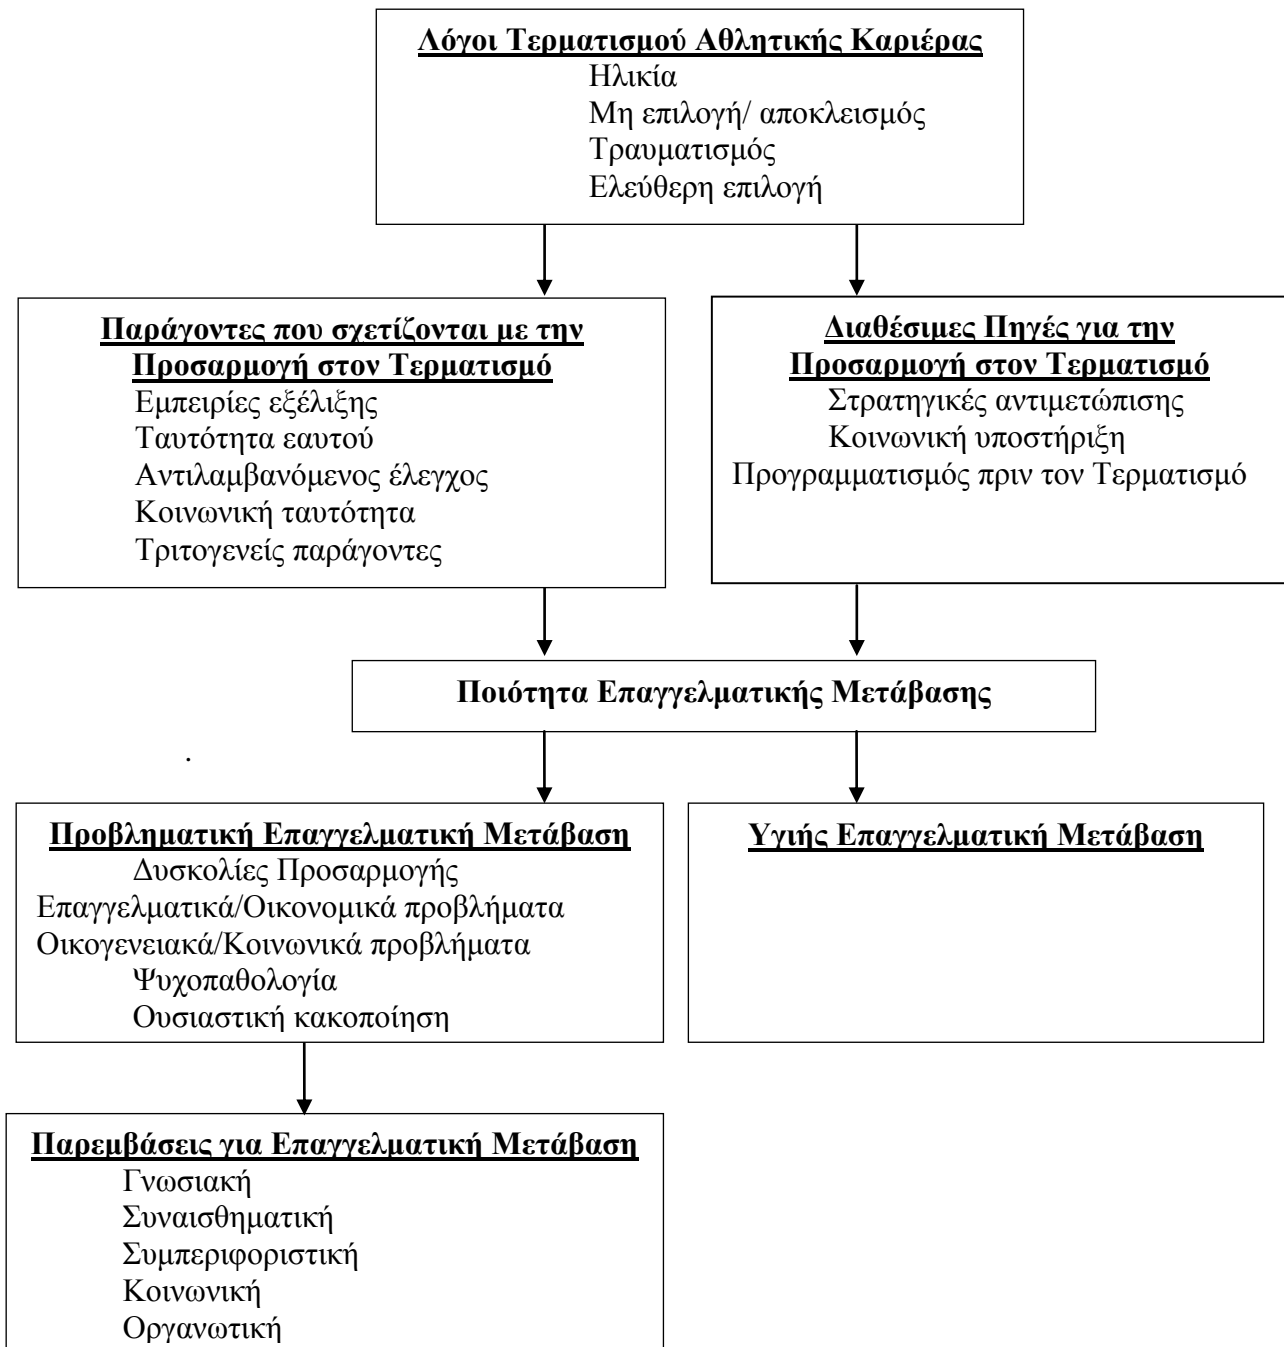 Λόγοι Τερματισμού Αθλητικής Καριέρας
Ηλικία
Μη επιλογή/ αποκλεισμός
Τραυματισμός
Ελεύθερη επιλογή
Παράγοντες που σχετίζονται με την
Προσαρμογή στον Τερματισμό
Εμπειρίες εξέλιξης
Ταυτότητα εαυτού
Αντιλαμβανόμενος έλεγχος
Κοινωνική ταυτότητα
Τριτογενείς παράγοντες
Διαθέσιμες Πηγές για την
Προσαρμογή στον Τερματισμό
Στρατηγικές αντιμετώπισης
Κοινωνική υποστήριξη
Προγραμματισμός πριν τον Τερματισμό
Ποιότητα Επαγγελματικής Μετάβασης
.
Προβληματική Επαγγελματική Μετάβαση
Δυσκολίες Προσαρμογής
Επαγγελματικά/Οικονομικά προβλήματα
Οικογενειακά/Κοινωνικά προβλήματα
Ψυχοπαθολογία
Ουσιαστική κακοποίηση
Υγιής Επαγγελματική Μετάβαση
Παρεμβάσεις για Επαγγελματική Μετάβαση
Γνωσιακή
Συναισθηματική
Συμπεριφοριστική
Κοινωνική
Οργανωτική